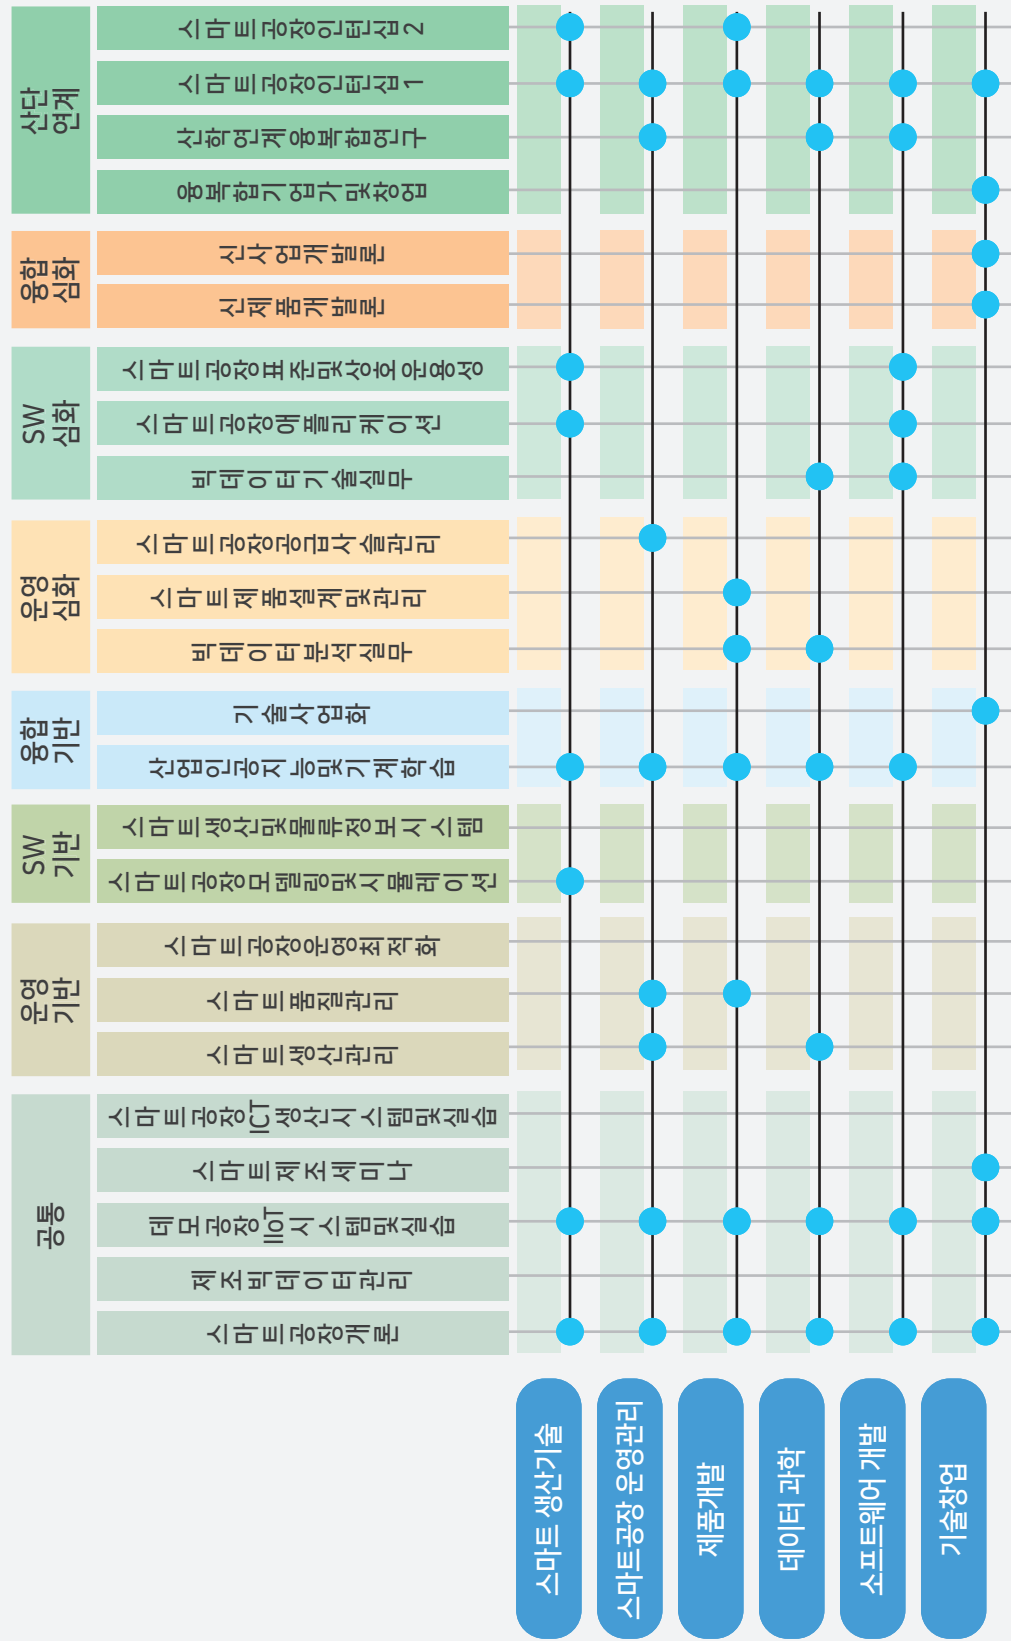 공통
운영
기반
SW
기반
융합
기반
운영
심화
SW
심화
융합
심화
산단
연계
스마트공장개론
제조빅데이터관리
데모공장IIoT시스템및실습
스마트제조세미나
스마트공장ICT생산시스템및실습
스마트생산관리
스마트품질관리
스마트공장운영최적화
스마트공장모델링및시뮬레이션
스마트생산및물류정보시스템
산업인공지능및기계학습
기술사업화
빅데이터분석실무
스마트제품설계및관리
스마트공장공급사슬관리
빅데이터기술실무
스마트공장애플리케이션
스마트공장표준및상호운용성
신제품개발론
신사업개발론
융복합기업가및창업
산학연계융복합연구
스마트공장인턴십1
스마트공장인턴십2
스마트 생산기술
스마트공장 운영관리
제품개발
데이터 과학
소프트웨어 개발
기술창업